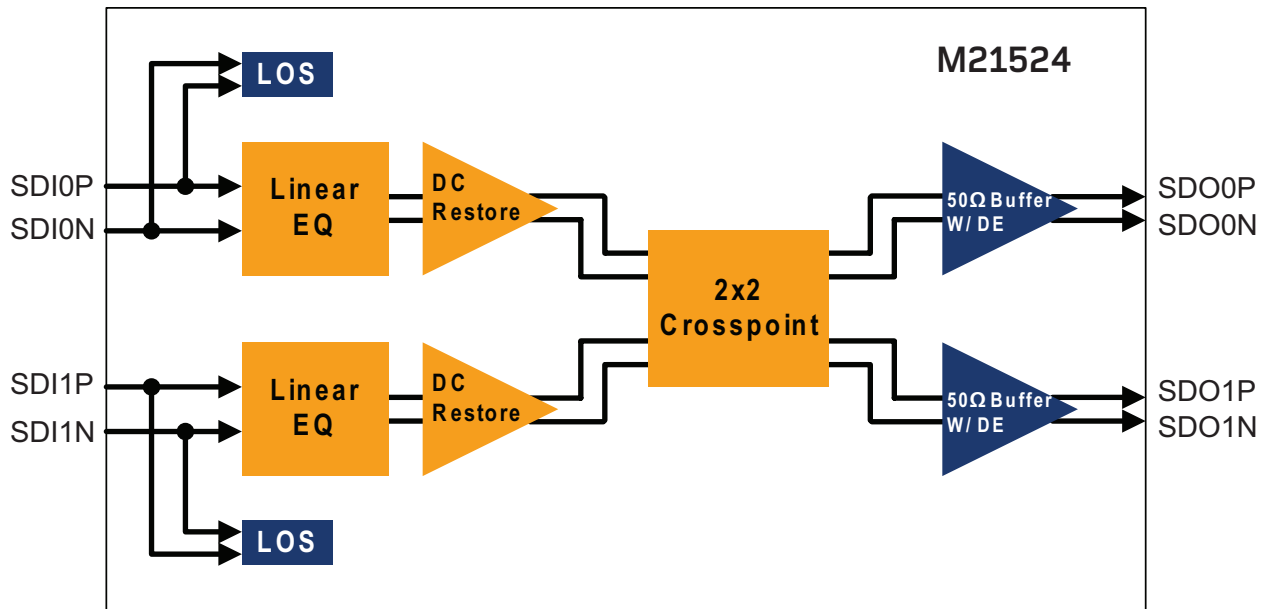 M21524
LOS
SDI0P
SDI0N
Linear
EQ
DC
Restore
50Ω Buffer
W/ DE
SDO0P
SDO0N
2x2
Crosspoint
SDI1P
SDI1N
Linear
EQ
DC
Restore
50Ω Buffer
W/ DE
SDO1P
SDO1N
LOS